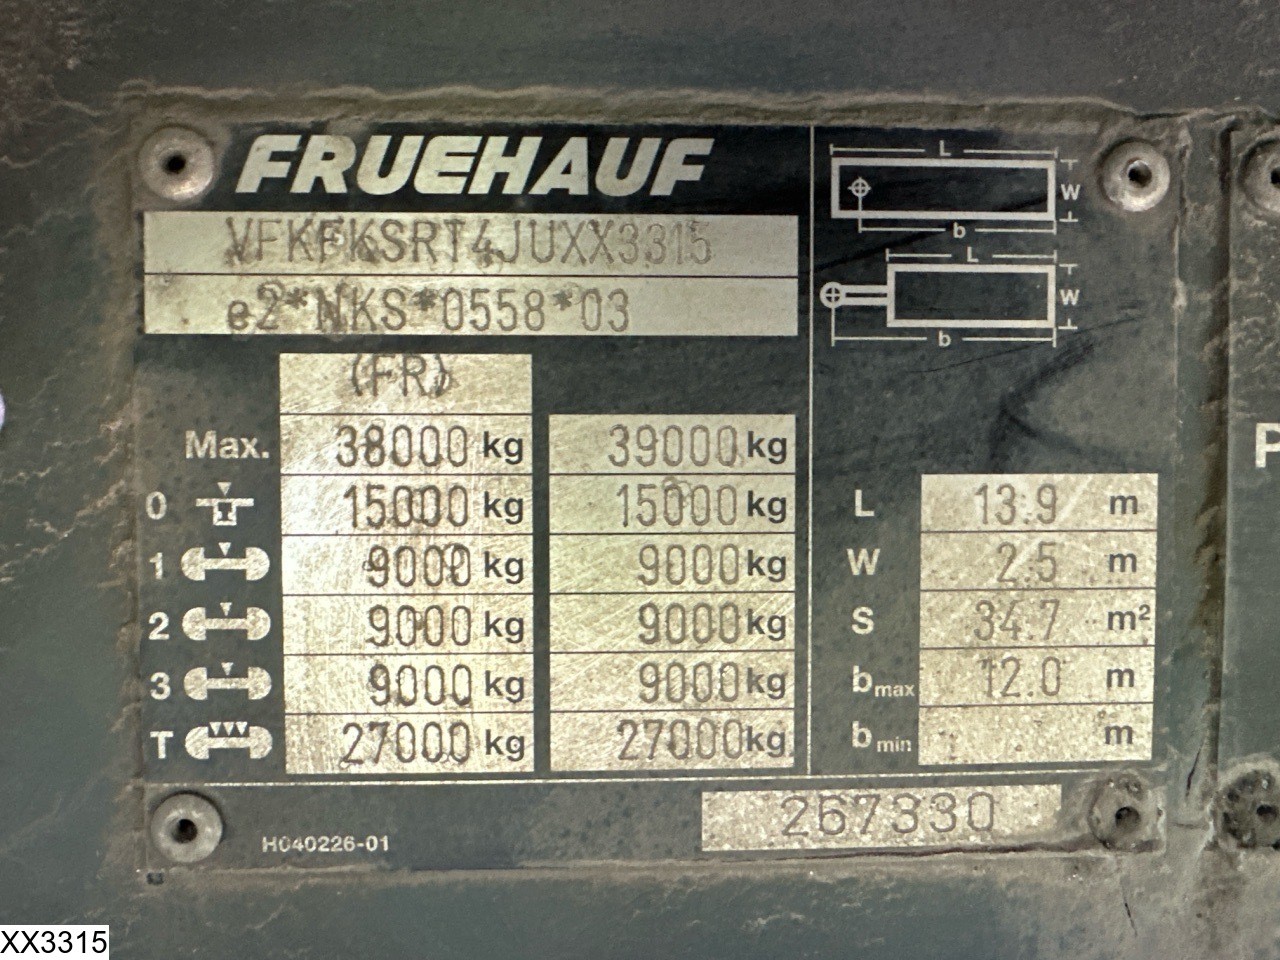 FRUEHAUF
VFKFKSRT4JUXX3315
e2*NKS*0558*03
(FR)
Max. 38000 kg 39000 kg
0 15000 kg 15000 kg
1 9000 kg 9000 kg
2 9000 kg 9000 kg
3 9000 kg 9000 kg
T 27000 kg 27000 kg
L
W
b
L
W
b
L 13.9 m
W 2.5 m
S 34.7 m²
b max 12.0 m
b min m
H040226-01
267330
P
XX3315